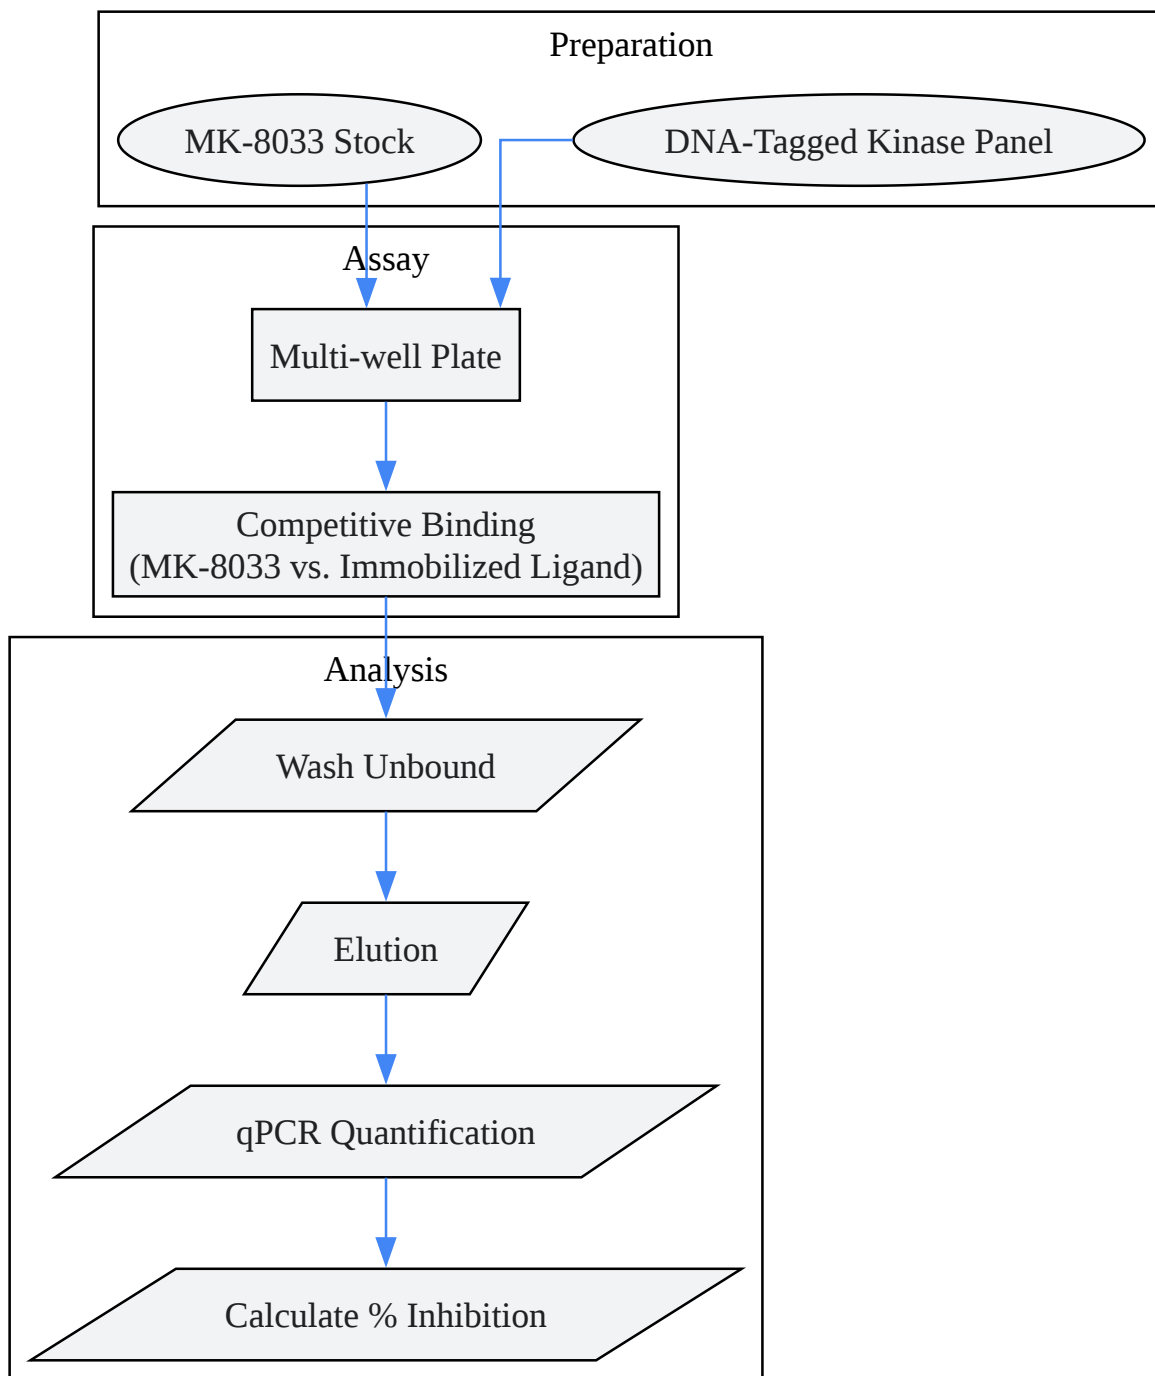 Preparation
MK-8033 Stock
DNA-Tagged Kinase Panel
Assay
Multi-well Plate
Competitive Binding
(MK-8033 vs. Immobilized Ligand)
Analysis
Wash Unbound
Elution
qPCR Quantification
Calculate % Inhibition